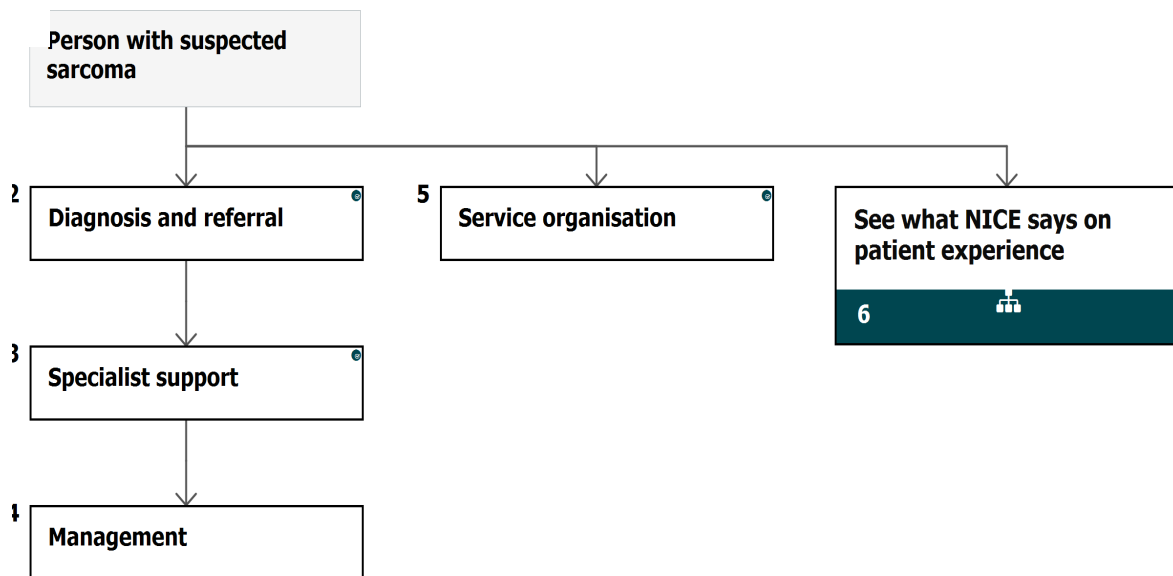 Person with suspected
sarcoma
2
Diagnosis and referral
5
Service organisation
See what NICE says on
patient experience
6
3
Specialist support
4
Management